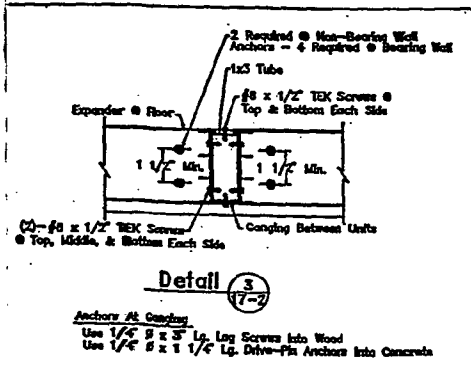 2 Required @ Non-Bearing Wall
Anchors - 4 Required @ Bearing Wall
1x3 Tube
#8 x 1/2" TEK Screws @
Top & Bottom Each Side
Expander @ Floor
1 1/2" Min.
1 1/2" Min.
(2)-#8 x 1/2" TEK Screws
@ Top, Middle, & Bottom Each Side
Ganging Between Units
Detail 3
17-2
Anchors At Ganging
Use 1/4" Ø x 3" Lg. Lag Screws Into Wood
Use 1/4" Ø x 1 1/4" Lg. Drive-Pin Anchors Into Concrete